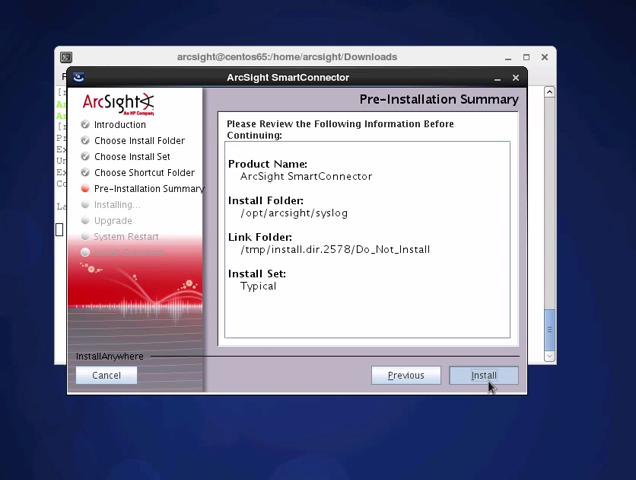 arcsight@centos65:/home/arcsight/Downloads
ArcSight SmartConnector
ArcSight
An HP Company
Introduction
Choose Install Folder
Choose Install Set
Choose Shortcut Folder
Pre-Installation Summary
Installing...
Upgrade
System Restart
Pre-Installation Summary
Please Review the Following Information Before
Continuing:
Product Name:
ArcSight SmartConnector
Install Folder:
/opt/arcsight/syslog
Link Folder:
/tmp/install.dir.2578/Do_Not_Install
Install Set:
Typical
InstallAnywhere
Cancel
Previous
Install